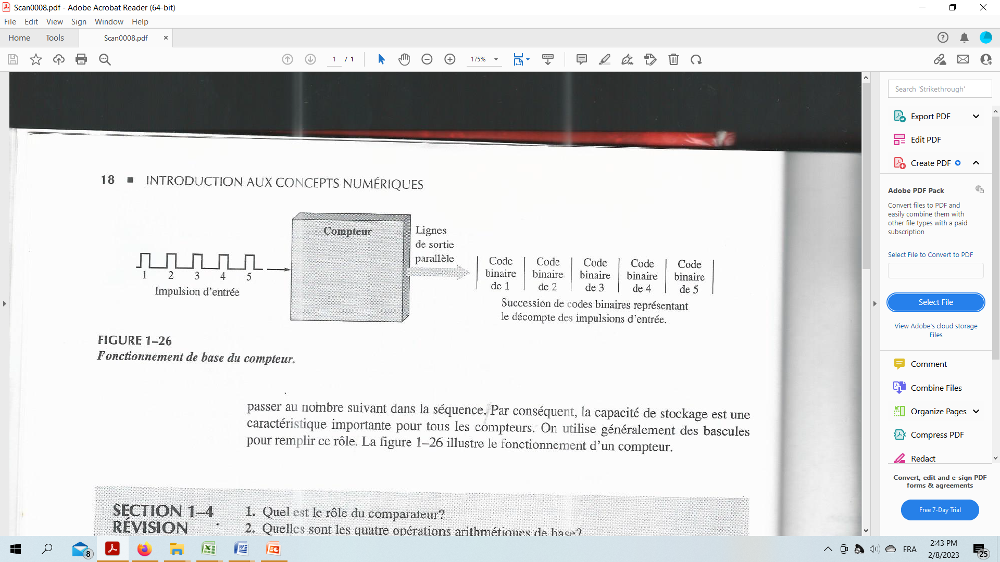 Scan0008.pdf - Adobe Acrobat Reader (64-bit)
File Edit View Sign Window Help
Home Tools Scan0008.pdf
1 / 1 175%
Search 'Strikethrough'
Export PDF
Edit PDF
Create PDF
Adobe PDF Pack
Convert files to PDF and
easily combine them with
other file types with a paid
subscription
Select File to Convert to PDF
Select File
View Adobe's cloud storage
Files
Comment
Combine Files
Organize Pages
Compress PDF
Redact
Convert, edit and e-sign PDF
forms & agreements
Free 7-Day Trial
18 ■ INTRODUCTION AUX CONCEPTS NUMÉRIQUES
Compteur
Lignes
de sortie
parallèle
1 2 3 4 5
Impulsion d'entrée
Code binaire de 1
Code binaire de 2
Code binaire de 3
Code binaire de 4
Code binaire de 5
Succession de codes binaires représentant
le décompte des impulsions d'entrée.
FIGURE 1–26
Fonctionnement de base du compteur.
passer au nombre suivant dans la séquence. Par conséquent, la capacité de stockage est une
caractéristique importante pour tous les compteurs. On utilise généralement des bascules
pour remplir ce rôle. La figure 1–26 illustre le fonctionnement d'un compteur.
SECTION 1–4
RÉVISION
1. Quel est le rôle du comparateur?
2. Quelles sont les quatre opérations arithmétiques de base?
8
FRA
2:43 PM
2/8/2023
25